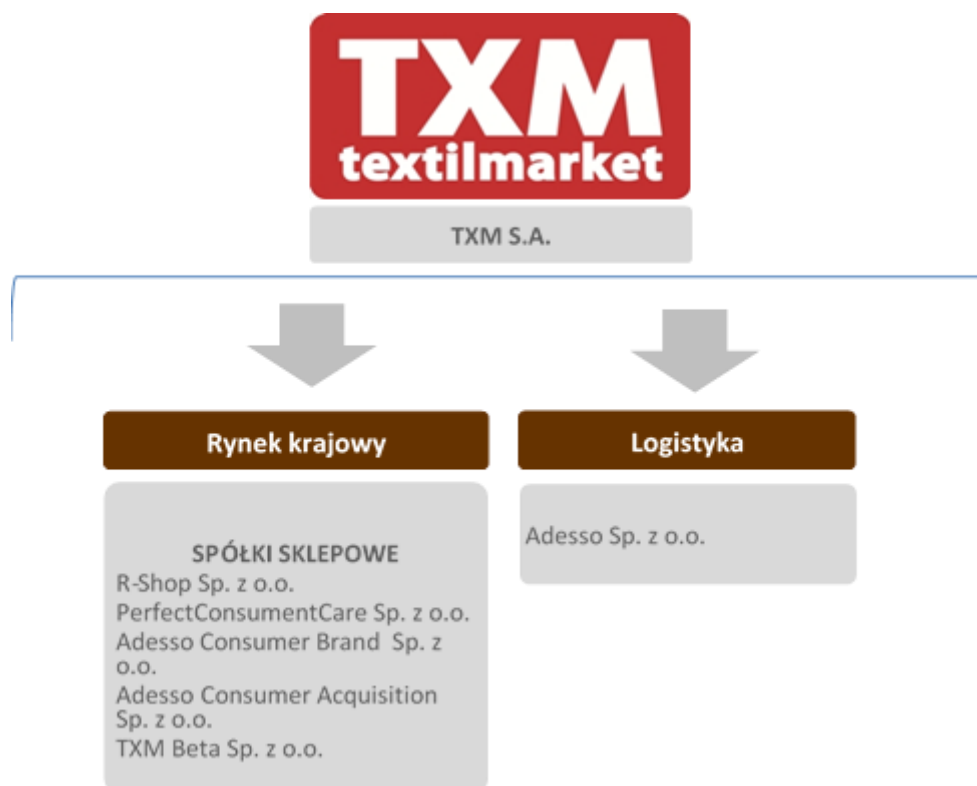 TXM
textilmarket
TXM S.A.
Rynek krajowy
SPÓŁKI SKLEPOWE
R-Shop Sp. z o.o.
PerfectConsumentCare Sp. z o.o.
Adesso Consumer Brand Sp. z
o.o.
Adesso Consumer Acquisition
Sp. z o.o.
TXM Beta Sp. z o.o.
Logistyka
Adesso Sp. z o.o.